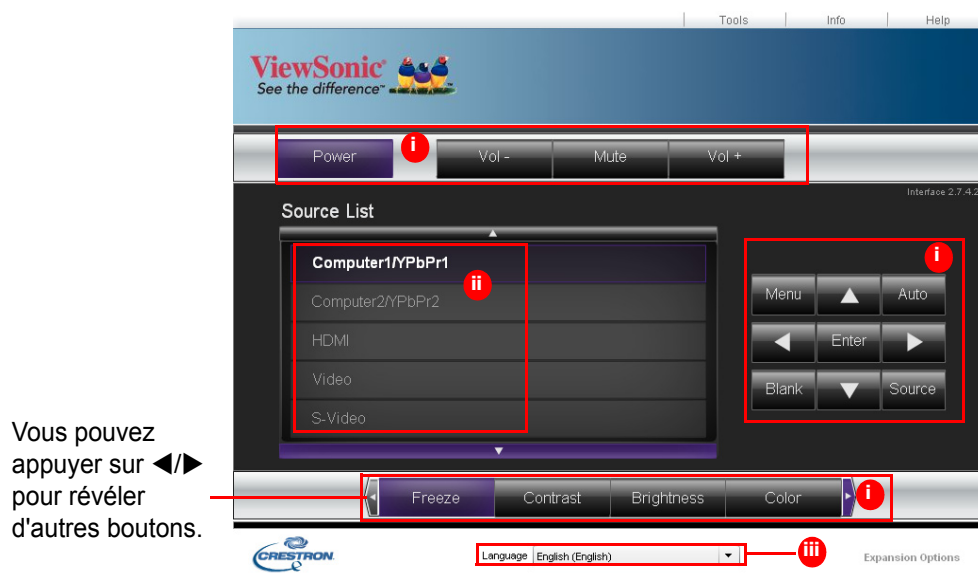 Tools Info Help
ViewSonic®
See the difference™
Power i Vol - Mute Vol +
Interface 2.7.4.2
Source List
i
Computer1/YPbPr1
ii
Computer2/YPbPr2
HDMI
Video
S-Video
Menu ▲ Auto
◀ Enter ▶
Blank ▼ Source
Vous pouvez
appuyer sur ◀/▶
pour révéler
d'autres boutons.
Freeze Contrast Brightness Color i
CRESTRON
Language English (English) iii
Expansion Options